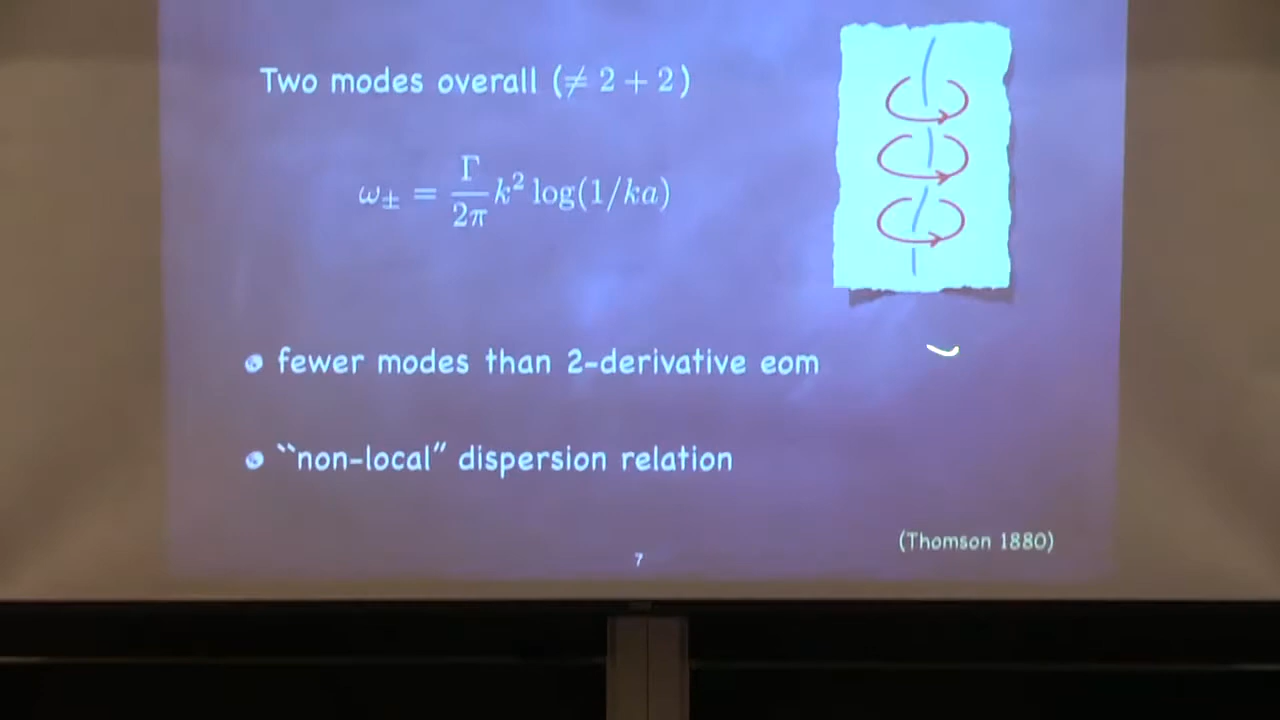 Two modes overall (≠ 2 + 2)
ω± = Γ/2π k² log(1/ka)
fewer modes than 2-derivative eom
``non-local” dispersion relation
(Thomson 1880)
7